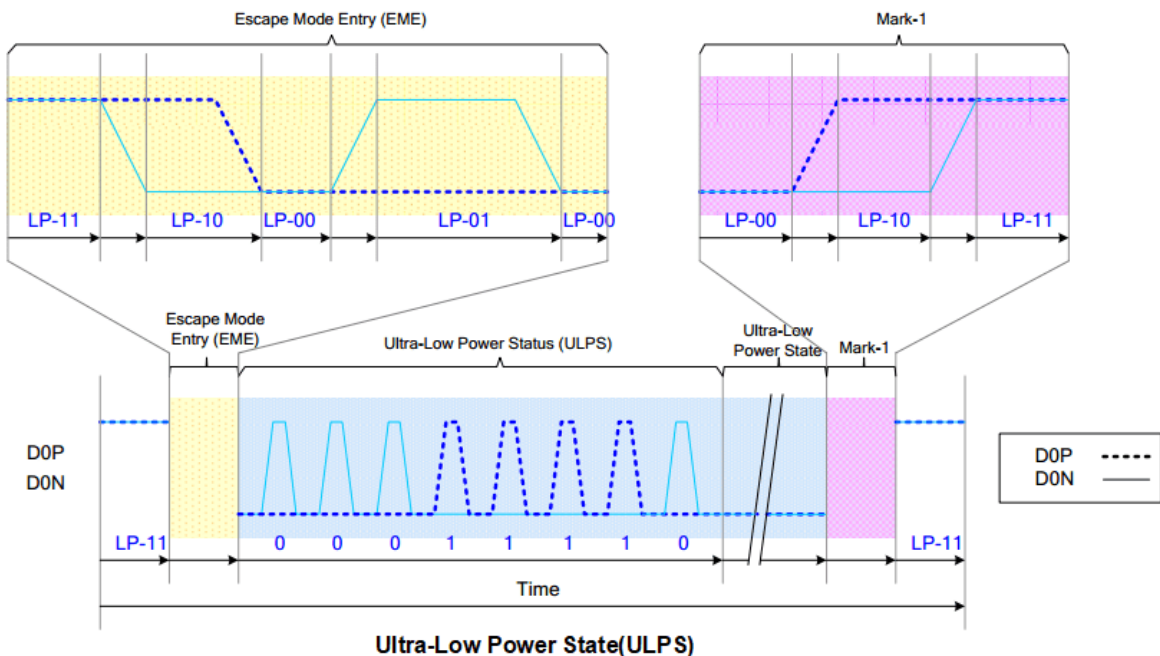 Escape Mode Entry (EME)
Mark-1
LP-11 LP-10 LP-00 LP-01 LP-00
LP-00 LP-10 LP-11
Escape Mode
Entry (EME)
Ultra-Low Power Status (ULPS)
Ultra-Low
Power State
Mark-1
D0P
D0N
D0P
D0N
LP-11 0 0 0 1 1 1 1 0 LP-11
Time
Ultra-Low Power State(ULPS)